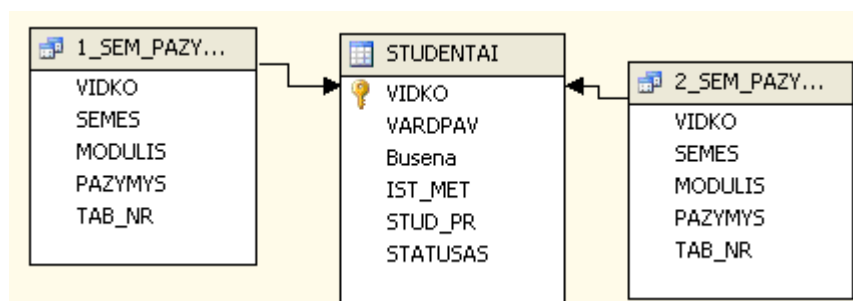 1_SEM_PAZY...
VIDKO
SEMES
MODULIS
PAZYMYS
TAB_NR
STUDENTAI
VIDKO
VARDPAV
Busena
IST_MET
STUD_PR
STATUSAS
2_SEM_PAZY...
VIDKO
SEMES
MODULIS
PAZYMYS
TAB_NR